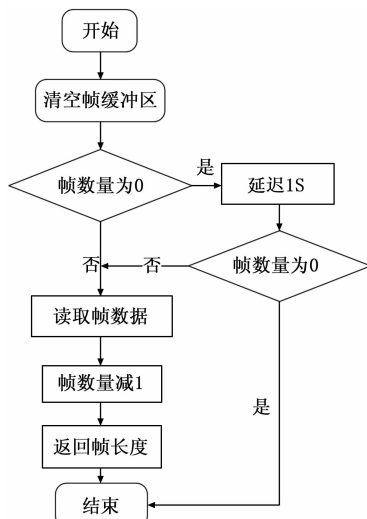 开始
清空帧缓冲区
帧数量为0
是
延迟1S
否
否
帧数量为0
读取帧数据
帧数量减1
是
返回帧长度
结束